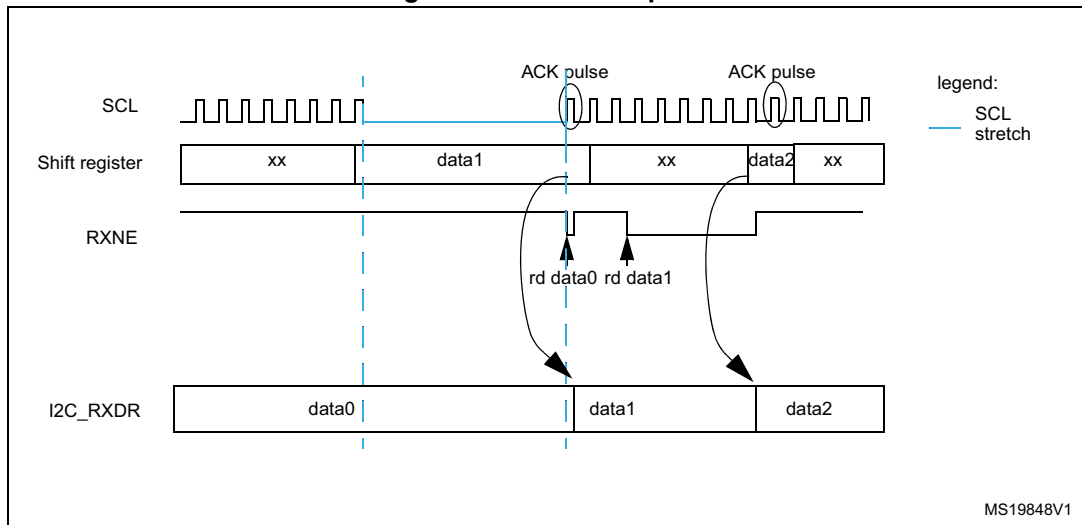 ACK pulse
ACK pulse
legend:
SCL
SCL
stretch
Shift register
xx
data1
xx
data2
xx
RXNE
rd data0
rd data1
I2C_RXDR
data0
data1
data2
MS19848V1